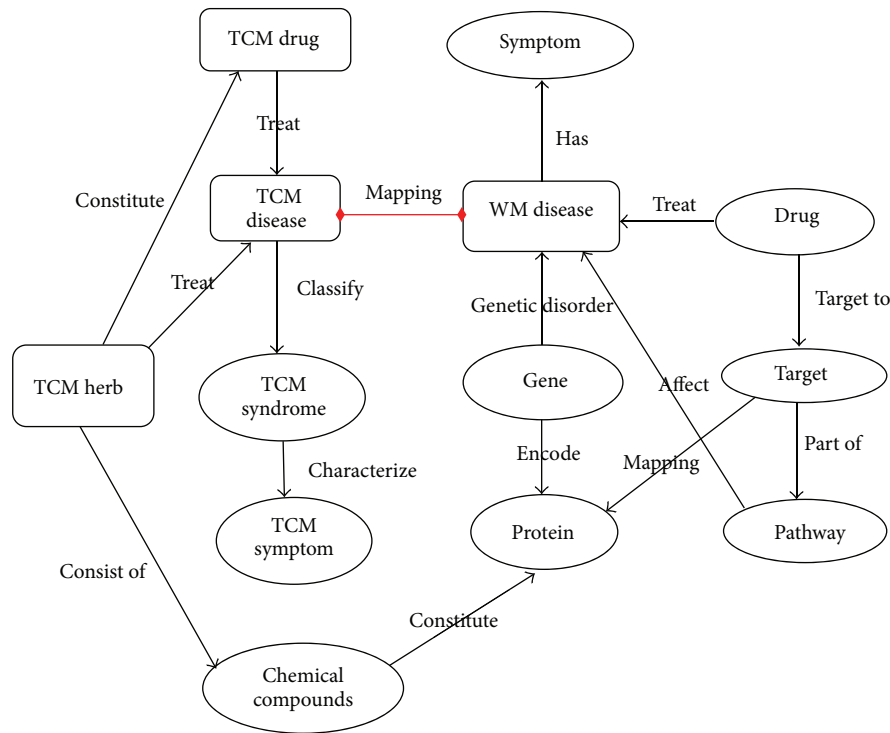 TCM drug
Symptom
Treat
Has
Constitute
TCM
disease
Mapping
WM disease
Treat
Drug
Treat
Classify
Genetic disorder
Target to
TCM herb
TCM
syndrome
Gene
Affect
Target
Characterize
Encode
Mapping
Part of
TCM
symptom
Protein
Pathway
Consist of
Constitute
Chemical
compounds